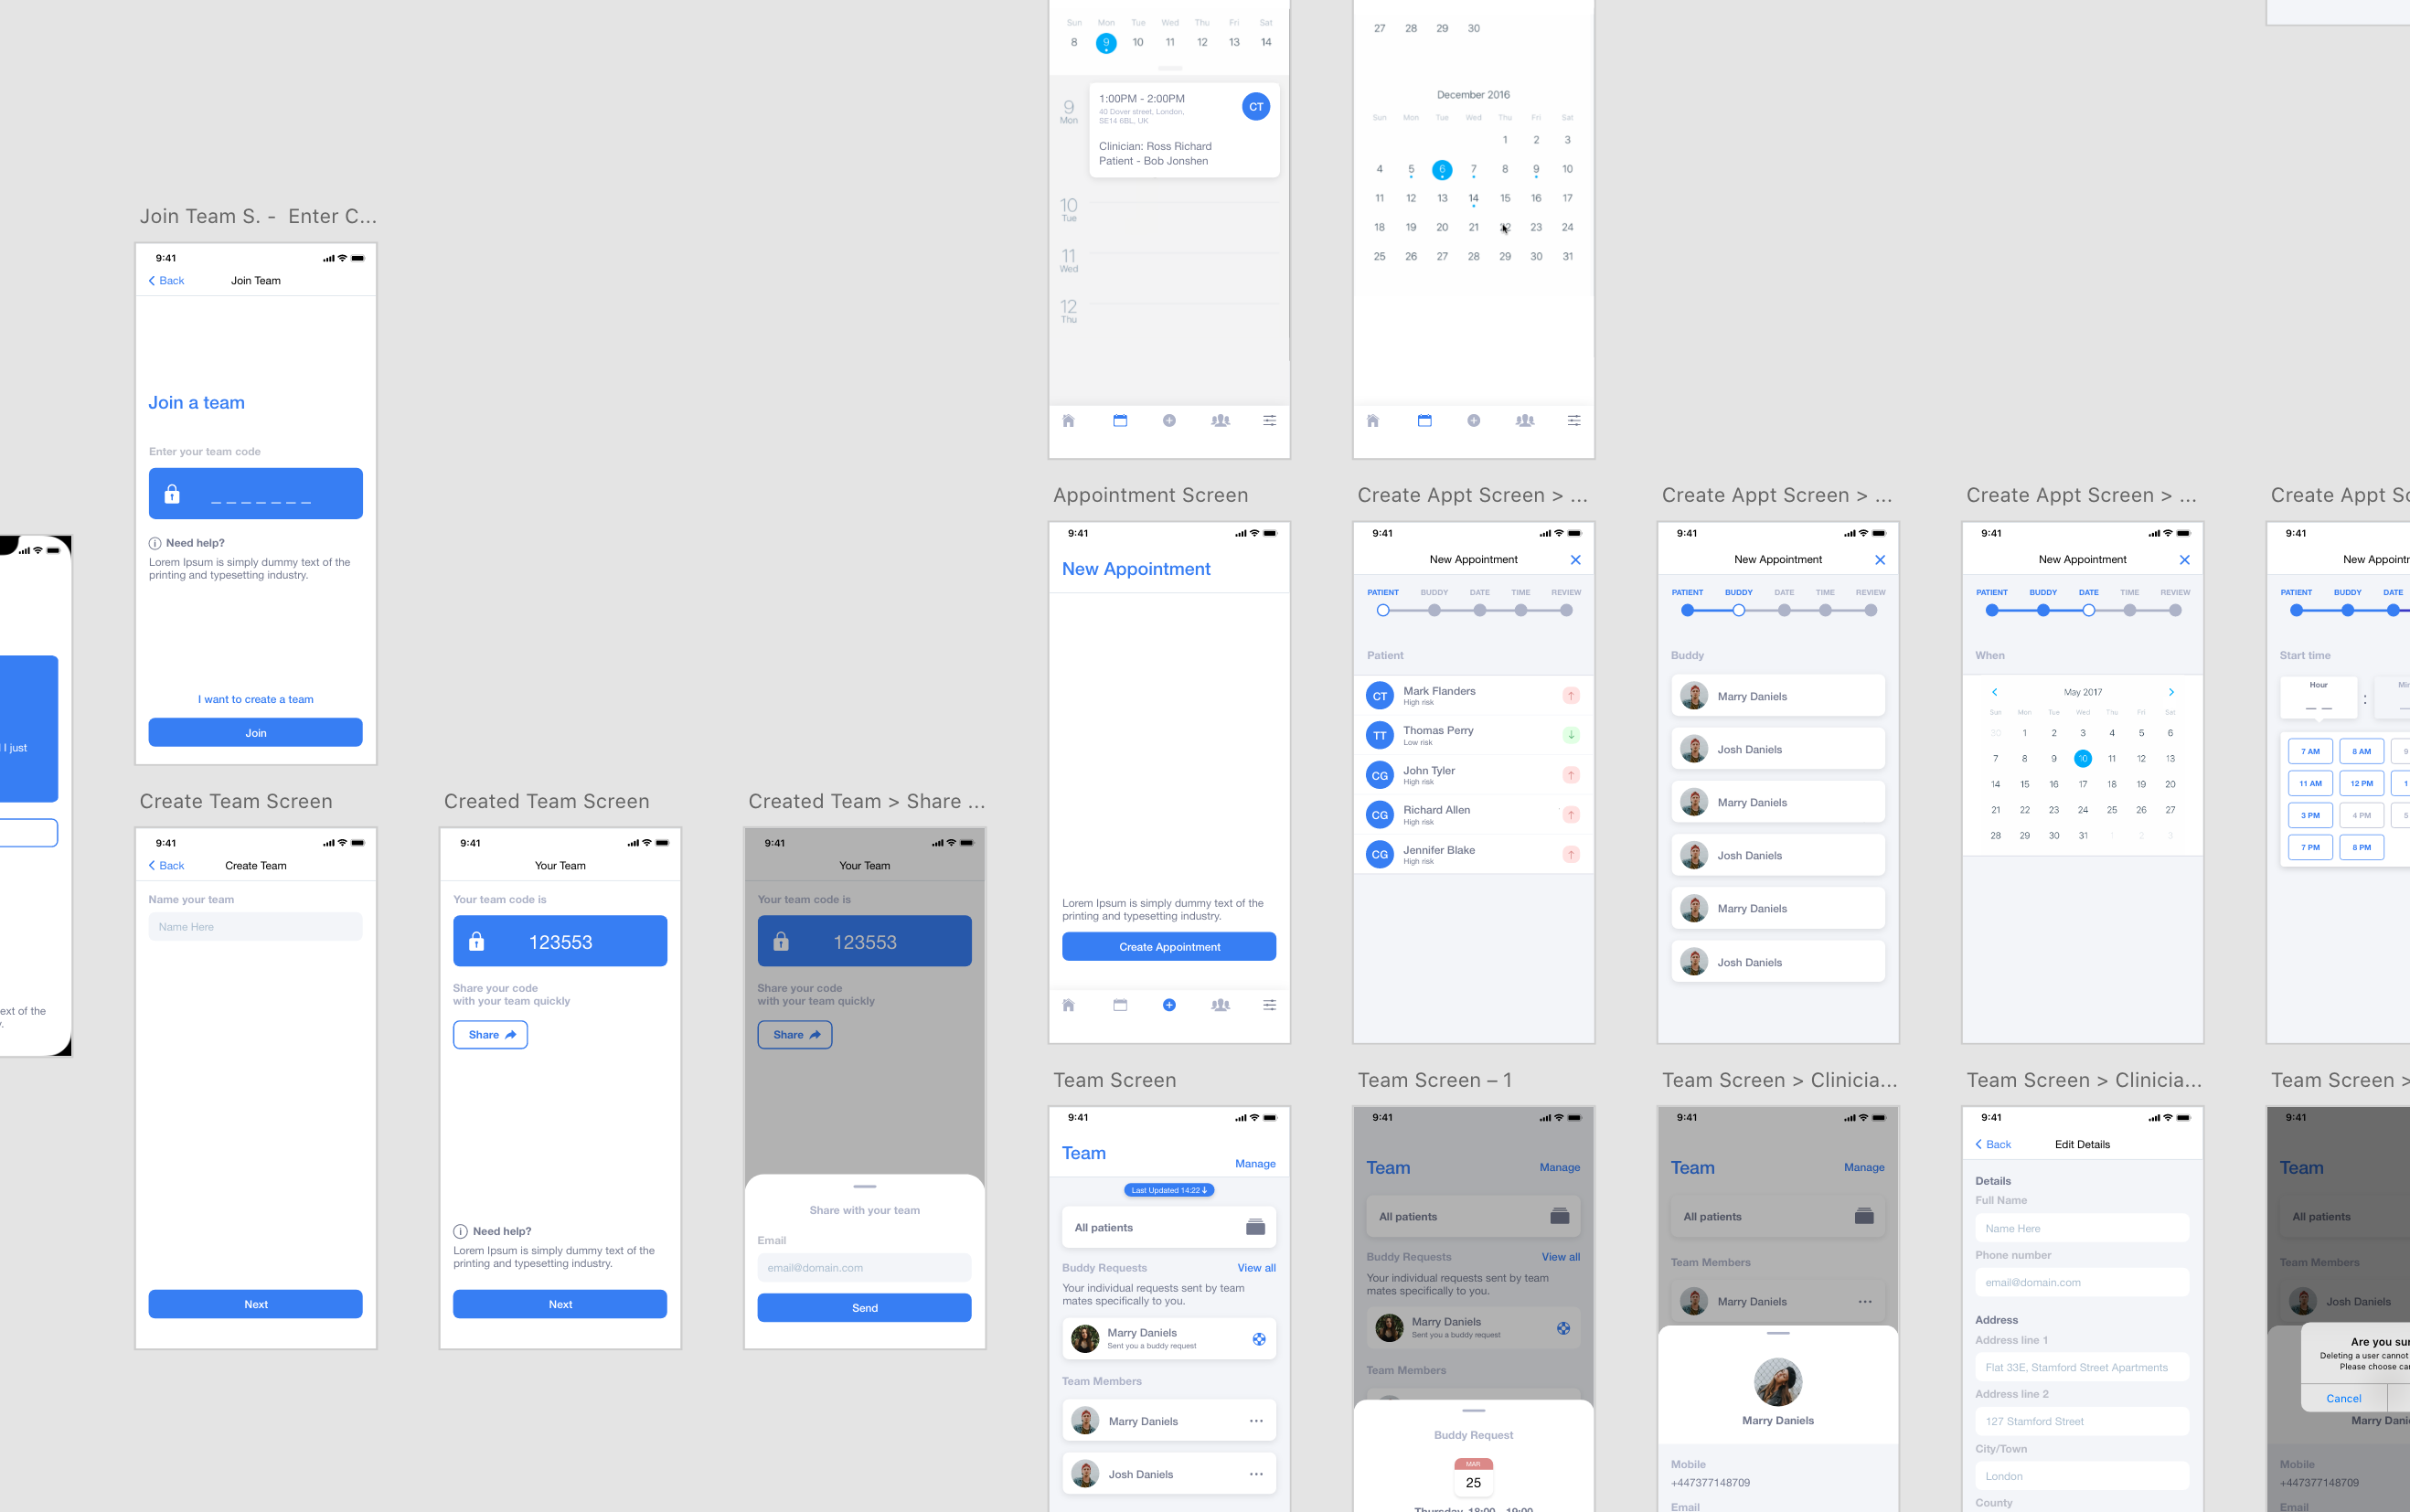 Sun Mon Tue Wed Thu Fri Sat
8 9 10 11 12 13 14
9
Mon
1:00PM - 2:00PM
40 Dover street, London,
SE14 6BL, UK
CT
Clinician: Ross Richard
Patient - Bob Jonshen
10
Tue
11
Wed
12
Thu
27 28 29 30
December 2016
Sun Mon Tue Wed Thu Fri Sat
1 2 3
4 5 6 7 8 9 10
11 12 13 14 15 16 17
18 19 20 21 22 23 24
25 26 27 28 29 30 31
Join Team S. - Enter C...
9:41
Back
Join Team
Join a team
Enter your team code
_ _ _ _ _ _ _
Need help?
Lorem Ipsum is simply dummy text of the
printing and typesetting industry.
I want to create a team
Join
I just
ext of the
Create Team Screen
9:41
Back
Create Team
Name your team
Name Here
Next
Created Team Screen
9:41
Your Team
Your team code is
123553
Share your code
with your team quickly
Share
Need help?
Lorem Ipsum is simply dummy text of the
printing and typesetting industry.
Next
Created Team > Share ...
9:41
Your Team
Your team code is
123553
Share your code
with your team quickly
Share
Share with your team
Email
email@domain.com
Send
Appointment Screen
9:41
New Appointment
Lorem Ipsum is simply dummy text of the
printing and typesetting industry.
Create Appointment
Create Appt Screen > ...
9:41
New Appointment
PATIENT BUDDY DATE TIME REVIEW
Patient
CT
Mark Flanders
High risk
TT
Thomas Perry
Low risk
CG
John Tyler
High risk
CG
Richard Allen
High risk
CG
Jennifer Blake
High risk
Create Appt Screen > ...
9:41
New Appointment
PATIENT BUDDY DATE TIME REVIEW
Buddy
Marry Daniels
Josh Daniels
Marry Daniels
Josh Daniels
Marry Daniels
Josh Daniels
Create Appt Screen > ...
9:41
New Appointment
PATIENT BUDDY DATE TIME REVIEW
When
May 2017
Sun Mon Tue Wed Thu Fri Sat
30 1 2 3 4 5 6
7 8 9 10 11 12 13
14 15 16 17 18 19 20
21 22 23 24 25 26 27
28 29 30 31 1 2 3
Create Appt Sc
9:41
New Appointr
PATIENT BUDDY DATE
Start time
Hour : Min
7 AM 8 AM 9
11 AM 12 PM 1
3 PM 4 PM 5
7 PM 8 PM
Team Screen
9:41
Team
Manage
Last Updated 14:22
All patients
Buddy Requests View all
Your individual requests sent by team
mates specifically to you.
Marry Daniels
Sent you a buddy request
Team Members
Marry Daniels
Josh Daniels
Team Screen – 1
9:41
Team
Manage
All patients
Buddy Requests View all
Your individual requests sent by team
mates specifically to you.
Marry Daniels
Sent you a buddy request
Team Members
Buddy Request
MAR
25
Thursday, 18:00 - 19:00
Team Screen > Clinicia...
9:41
Team
Manage
All patients
Team Members
Marry Daniels
Marry Daniels
Mobile
+447377148709
Email
Team Screen > Clinicia...
9:41
Back
Edit Details
Details
Full Name
Name Here
Phone number
email@domain.com
Address
Address line 1
Flat 33E, Stamford Street Apartments
Address line 2
127 Stamford Street
City/Town
London
County
Team Screen >
9:41
Team
All patients
Team Members
Josh Daniels
Are you sur
Deleting a user cannot
Please choose car
Cancel
Marry Danie
Mobile
+447377148709
Email